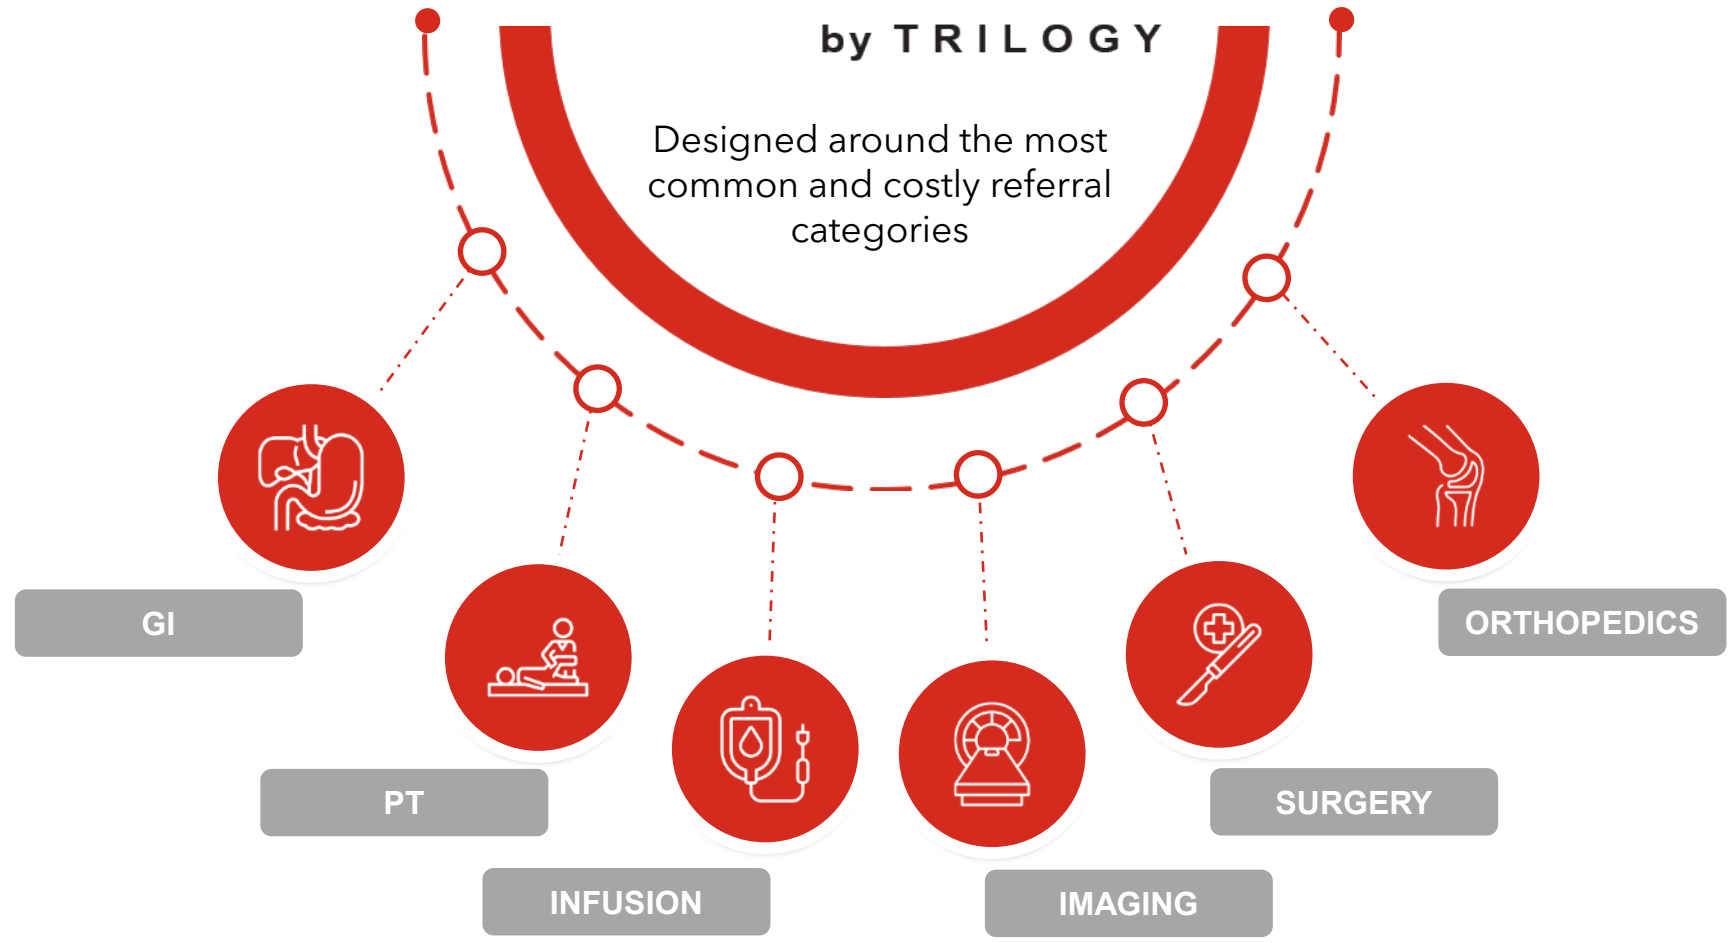 by TRILOGY
Designed around the most
common and costly referral
categories
GI
ORTHOPEDICS
PT
SURGERY
INFUSION
IMAGING